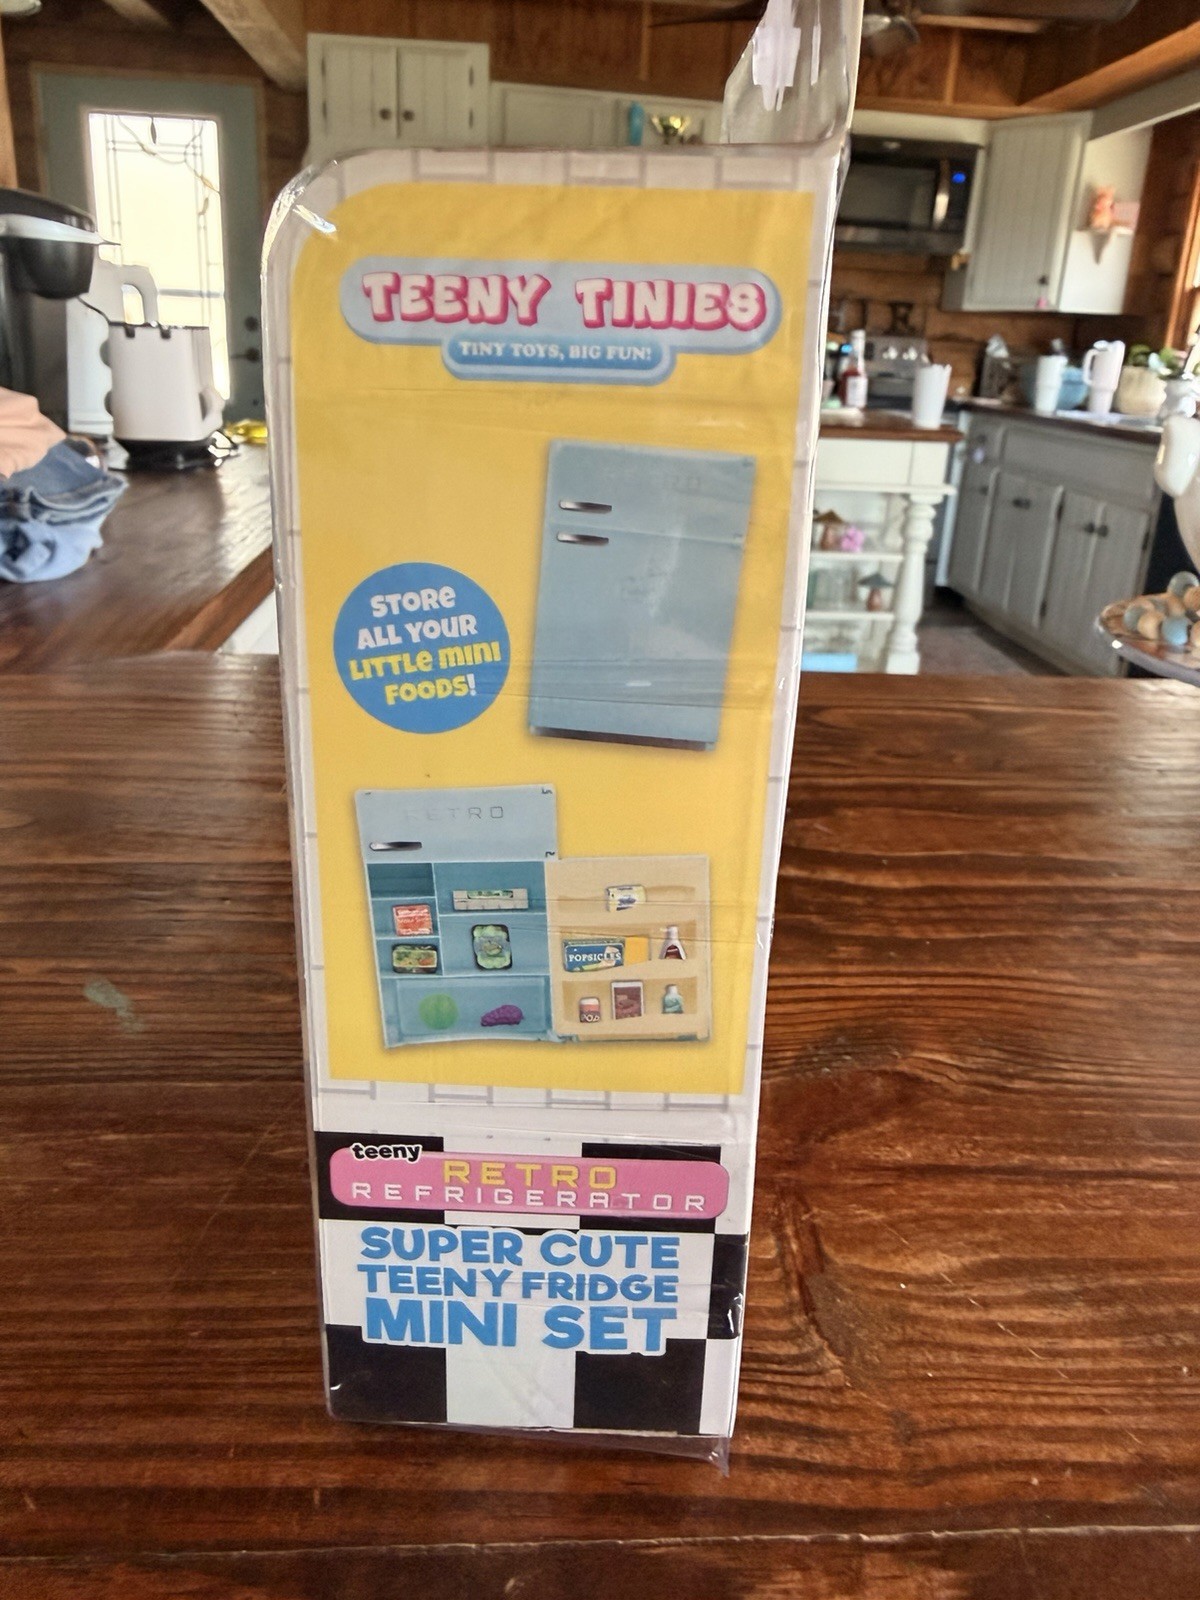 TEENY TINIES
TINY TOYS, BIG FUN!
STORE
ALL YOUR
LITTLE MINI
FOODS!
RETRO
POPSICLES
teeny
RETRO
REFRIGERATOR
SUPER CUTE
TEENY FRIDGE
MINI SET